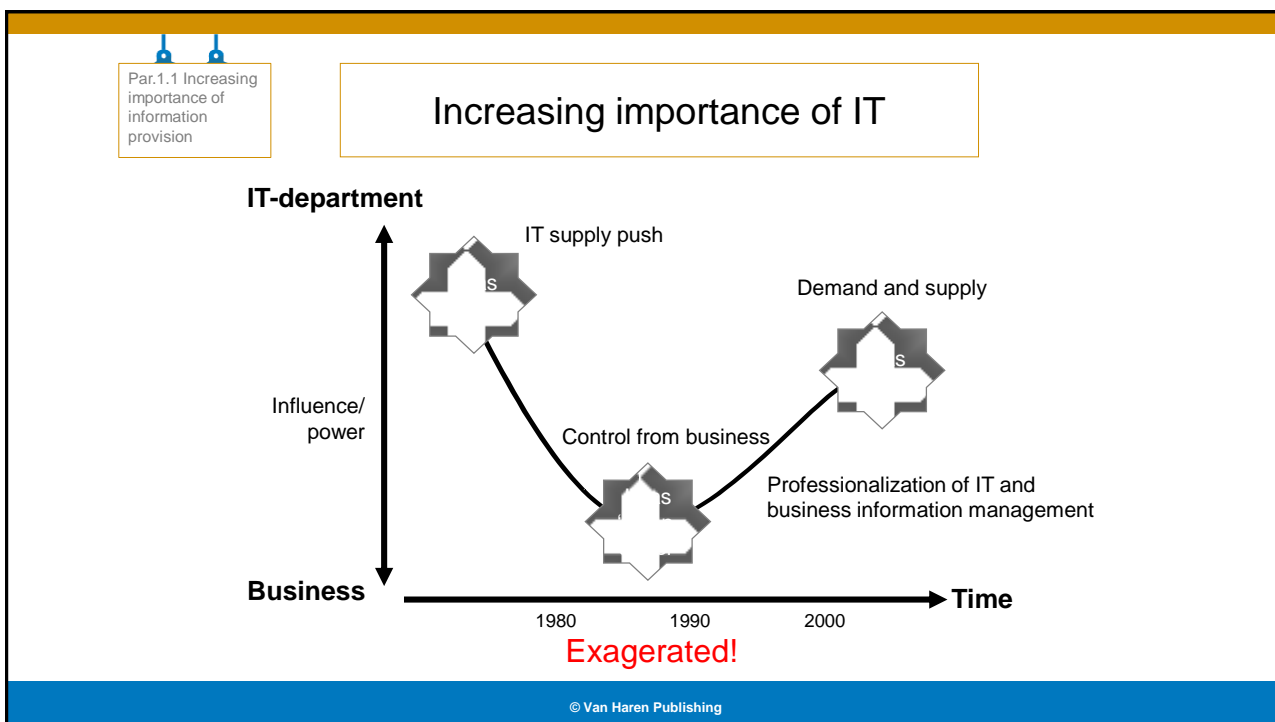 Par.1.1 Increasing
importance of
information
provision
Increasing importance of IT
IT-department
IT supply push
Demand and supply
Influence/
power
Control from business
Professionalization of IT and
business information management
Business
Time
1980
1990
2000
Exagerated!
© Van Haren Publishing